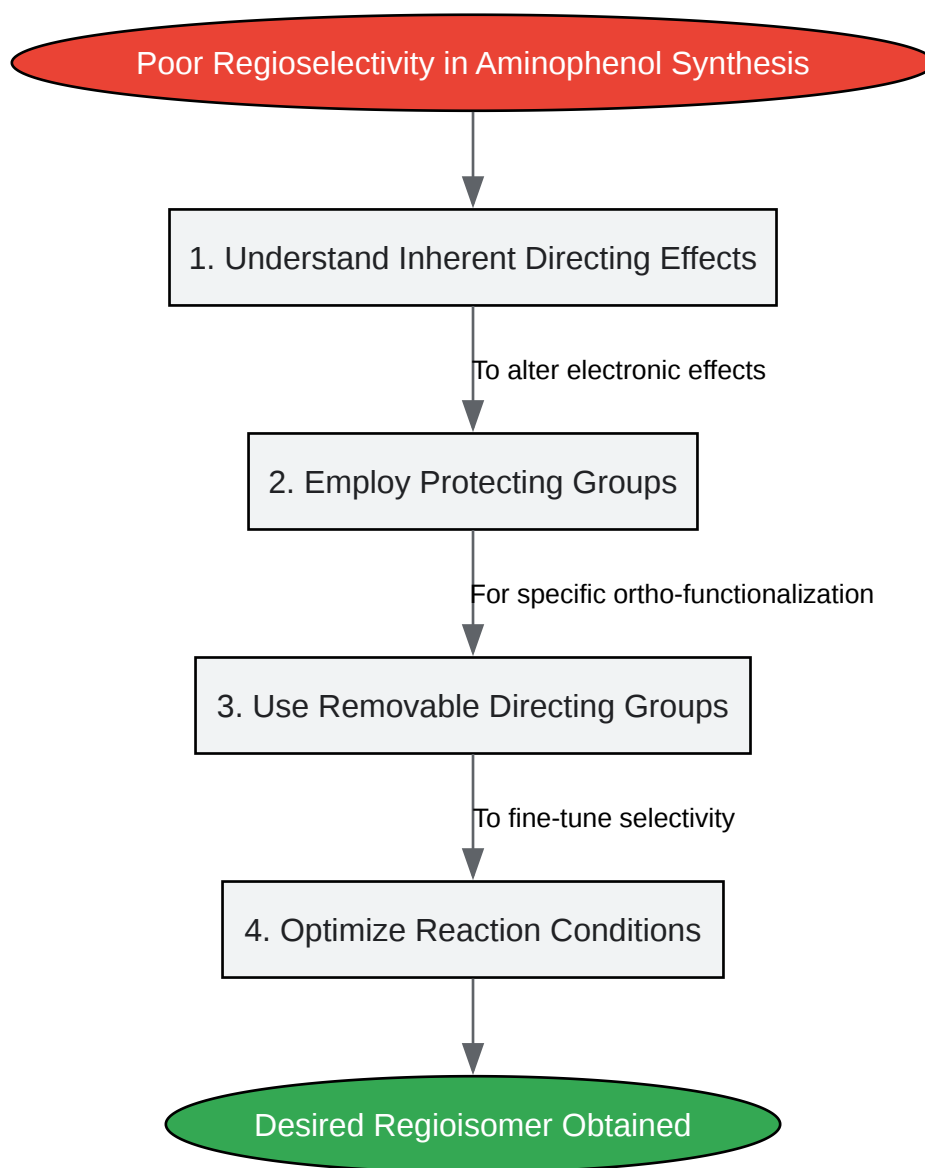 Poor Regioselectivity in Aminophenol Synthesis
1. Understand Inherent Directing Effects
To alter electronic effects
2. Employ Protecting Groups
For specific ortho-functionalization
3. Use Removable Directing Groups
To fine-tune selectivity
4. Optimize Reaction Conditions
Desired Regioisomer Obtained